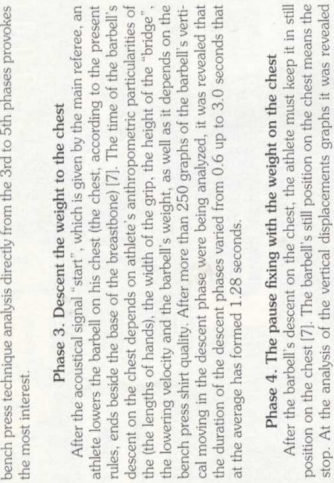 bench press technique analysis directly from the 3rd to 5th phases provokes
the most interest.
Phase 3. Descent the weight to the chest
After the acoustical signal "start", which is given by the main referee, an
athlete lowers the barbell on his chest (the chest, according to the present
rules, ends beside the base of the breastbone) [7]. The time of the barbell's
descent on the chest depends on athlete's anthropometric particularities of
the (the lengths of hands), the width of the grip, the height of the "bridge",
the lowering velocity and the barbell's weight, as well as it depends on the
bench press shirt quality. After more than 250 graphs of the barbell's verti-
cal moving in the descent phase were being analyzed, it was revealed that
the duration of the descent phases varied from 0.6 up to 3.0 seconds that
at the average has formed 1.28 seconds.
Phase 4. The pause fixing with the weight on the chest
After the barbell's descent on the chest, the athlete must keep it in still
position on the chest [7]. The barbell's still position on the chest means the
stop. At the analysis of the vertical displacements graphs it was revealed